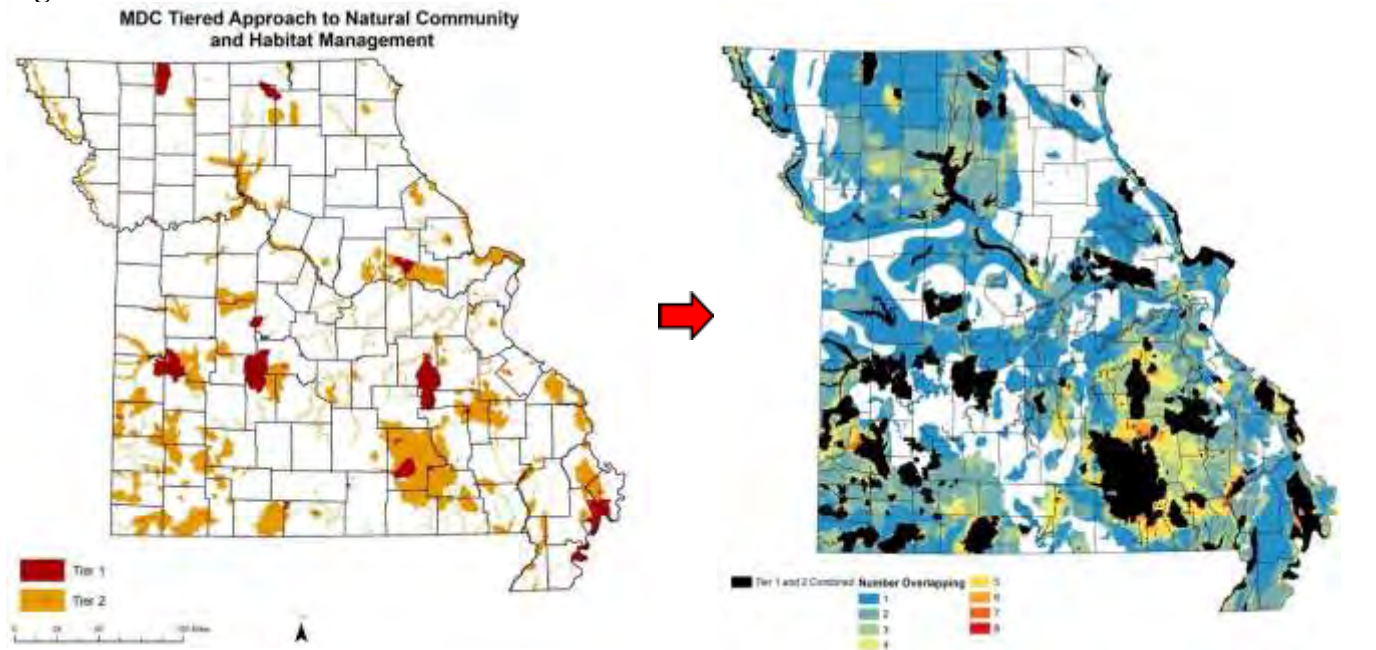 MDC Tiered Approach to Natural Community
and Habitat Management
Tier 1
Tier 2
0
Tier 1 and 2 Combined
Number Overlapping
1
2
3
4
5
6
7
8